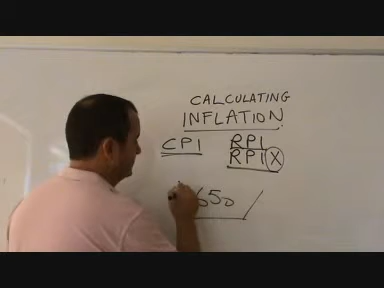 CALCULATING
INFLATION.
CPI RPI
RPIX
650